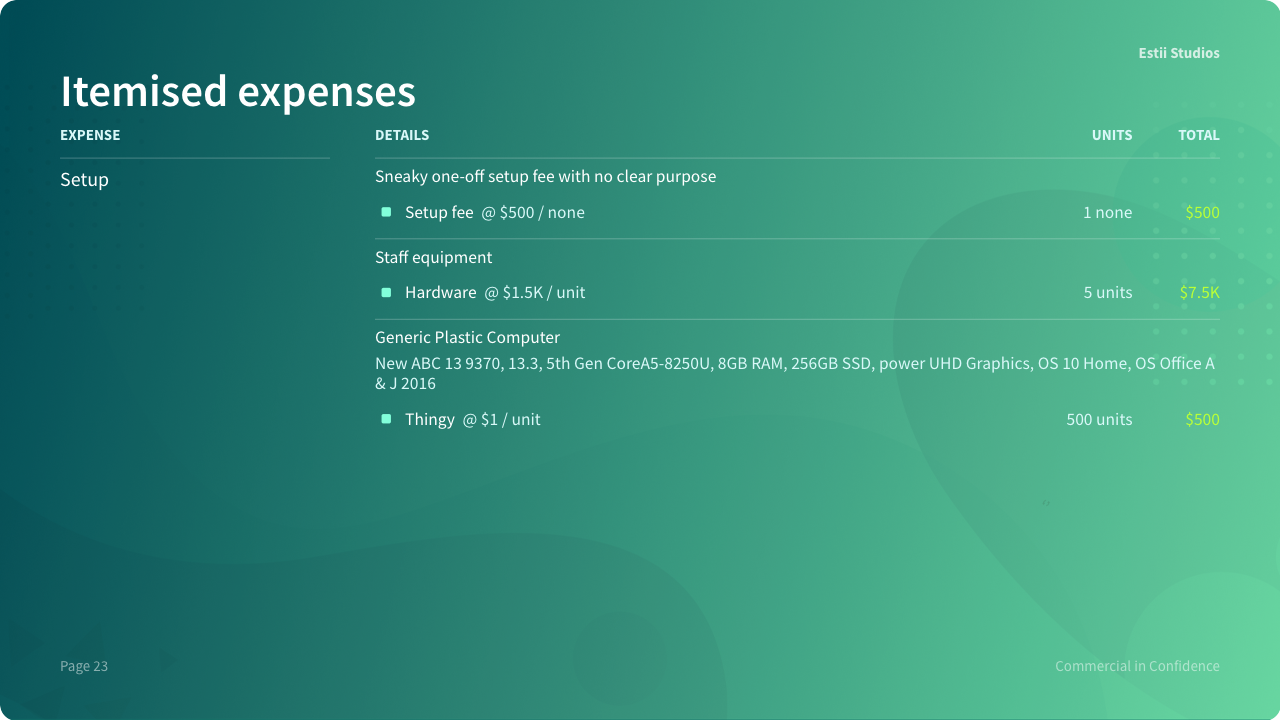 Estii Studios
Itemised expenses
EXPENSE DETAILS UNITS TOTAL
Setup
Sneaky one-off setup fee with no clear purpose
Setup fee @ $500 / none 1 none $500
Staff equipment
Hardware @ $1.5K / unit 5 units $7.5K
Generic Plastic Computer
New ABC 13 9370, 13.3, 5th Gen CoreA5-8250U, 8GB RAM, 256GB SSD, power UHD Graphics, OS 10 Home, OS Office A
& J 2016
Thingy @ $1 / unit 500 units $500
Page 23 Commercial in Confidence